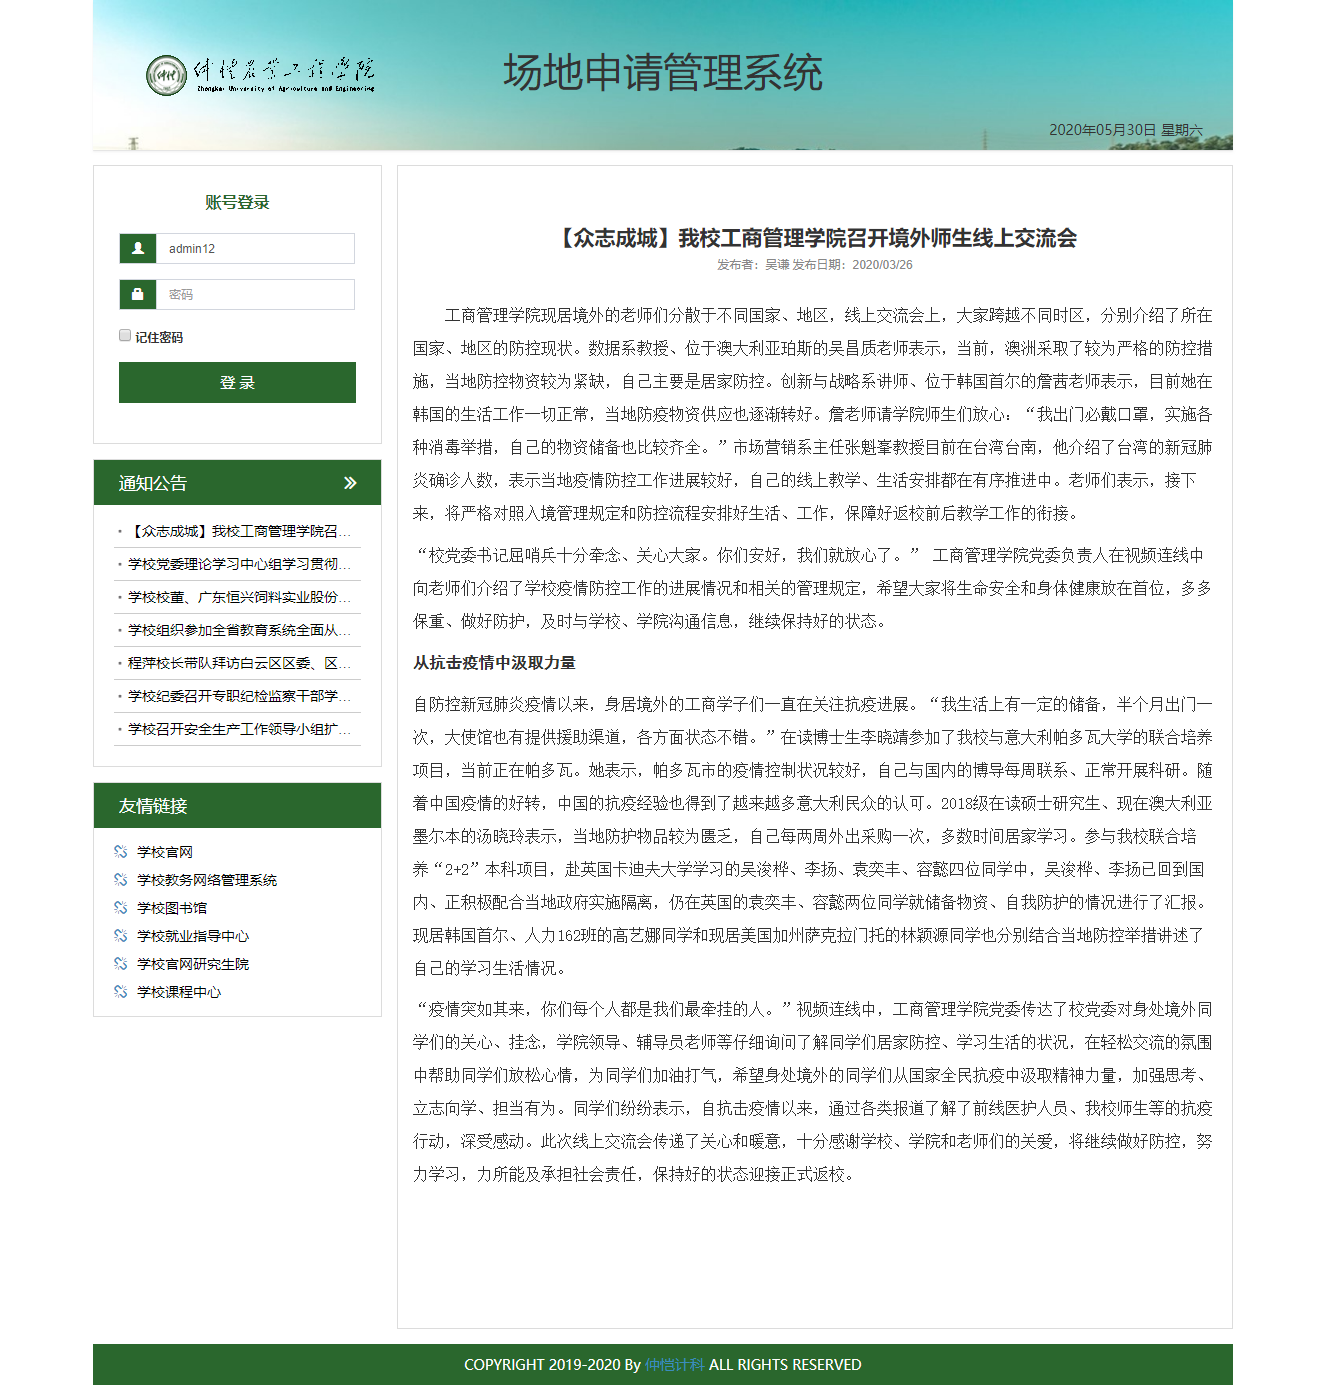 仲恺农业工程学院
Zhongkai University of Agriculture and Engineering
场地申请管理系统
2020年05月30日 星期六
账号登录
admin12
密码
记住密码
登 录
通知公告
【众志成城】我校工商管理学院召...
学校党委理论学习中心组学习贯彻...
学校校董、广东恒兴饲料实业股份...
学校组织参加全省教育系统全面从...
程萍校长带队拜访白云区区委、区...
学校纪委召开专职纪检监察干部学...
学校召开安全生产工作领导小组扩...
友情链接
学校官网
学校教务网络管理系统
学校图书馆
学校就业指导中心
学校官网研究生院
学校课程中心
【众志成城】我校工商管理学院召开境外师生线上交流会
发布者：吴谦 发布日期：2020/03/26
工商管理学院现居境外的老师们分散于不同国家、地区，线上交流会上，大家跨越不同时区，分别介绍了所在
国家、地区的防控现状。数据系教授、位于澳大利亚珀斯的吴昌质老师表示，当前，澳洲采取了较为严格的防控措
施，当地防控物资较为紧缺，自己主要是居家防控。创新与战略系讲师、位于韩国首尔的詹茜老师表示，目前她在
韩国的生活工作一切正常，当地防疫物资供应也逐渐转好。詹老师请学院师生们放心：“我出门必戴口罩，实施各
种消毒举措，自己的物资储备也比较齐全。”市场营销系主任张魁峯教授目前在台湾台南，他介绍了台湾的新冠肺
炎确诊人数，表示当地疫情防控工作进展较好，自己的线上教学、生活安排都在有序推进中。老师们表示，接下
来，将严格对照入境管理规定和防控流程安排好生活、工作，保障好返校前后教学工作的衔接。
“校党委书记屈哨兵十分牵念、关心大家。你们安好，我们就放心了。” 工商管理学院党委负责人在视频连线中
向老师们介绍了学校疫情防控工作的进展情况和相关的管理规定，希望大家将生命安全和身体健康放在首位，多多
保重、做好防护，及时与学校、学院沟通信息，继续保持好的状态。
从抗击疫情中汲取力量
自防控新冠肺炎疫情以来，身居境外的工商学子们一直在关注抗疫进展。“我生活上有一定的储备，半个月出门一
次，大使馆也有提供援助渠道，各方面状态不错。”在读博士生李晓靖参加了我校与意大利帕多瓦大学的联合培养
项目，当前正在帕多瓦。她表示，帕多瓦市的疫情控制状况较好，自己与国内的博导每周联系、正常开展科研。随
着中国疫情的好转，中国的抗疫经验也得到了越来越多意大利民众的认可。2018级在读硕士研究生、现在澳大利亚
墨尔本的汤晓玲表示，当地防护物品较为匮乏，自己每两周外出采购一次，多数时间居家学习。参与我校联合培
养“2+2”本科项目，赴英国卡迪夫大学学习的吴浚桦、李扬、袁奕丰、容懿四位同学中，吴浚桦、李扬已回到国
内、正积极配合当地政府实施隔离，仍在英国的袁奕丰、容懿两位同学就储备物资、自我防护的情况进行了汇报。
现居韩国首尔、人力162班的高艺娜同学和现居美国加州萨克拉门托的林颖源同学也分别结合当地防控举措讲述了
自己的学习生活情况。
“疫情突如其来，你们每个人都是我们最牵挂的人。”视频连线中，工商管理学院党委传达了校党委对身处境外同
学们的关心、挂念，学院领导、辅导员老师等仔细询问了解同学们居家防控、学习生活的状况，在轻松交流的氛围
中帮助同学们放松心情，为同学们加油打气，希望身处境外的同学们从国家全民抗疫中汲取精神力量，加强思考、
立志向学、担当有为。同学们纷纷表示，自抗击疫情以来，通过各类报道了解了前线医护人员、我校师生等的抗疫
行动，深受感动。此次线上交流会传递了关心和暖意，十分感谢学校、学院和老师们的关爱，将继续做好防控，努
力学习，力所能及承担社会责任，保持好的状态迎接正式返校。
COPYRIGHT 2019-2020 By 仲恺计科 ALL RIGHTS RESERVED